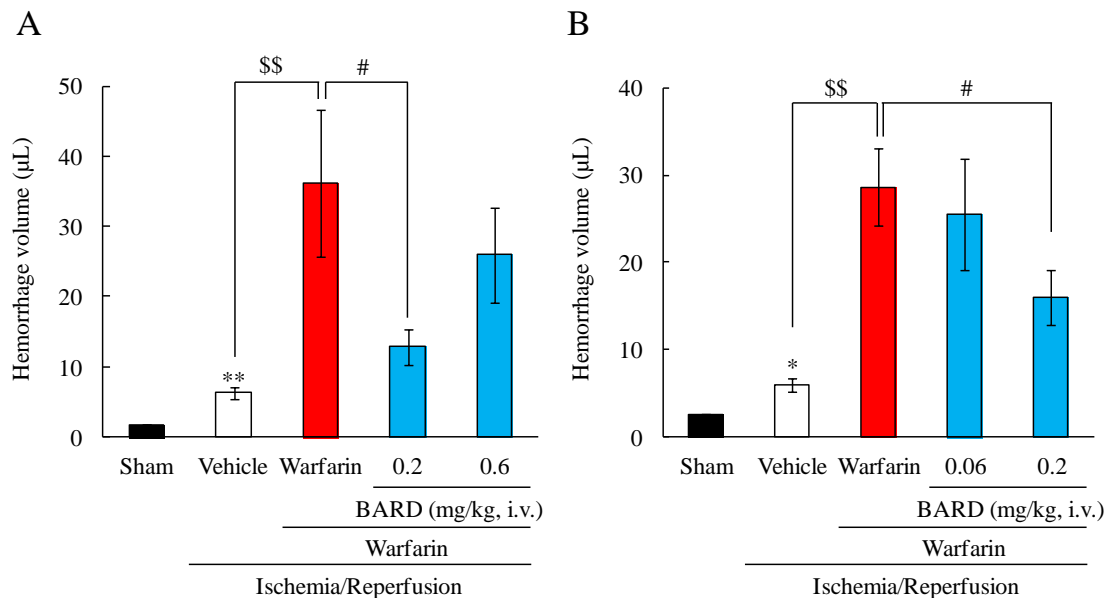 A
Hemorrhage volume (μL)
50
40
30
20
10
0
$$
#
**
Sham
Vehicle
Warfarin
0.2
0.6
BARD (mg/kg, i.v.)
Warfarin
Ischemia/Reperfusion
B
Hemorrhage volume (μL)
40
30
20
10
0
$$
#
*
Sham
Vehicle
Warfarin
0.06
0.2
BARD (mg/kg, i.v.)
Warfarin
Ischemia/Reperfusion